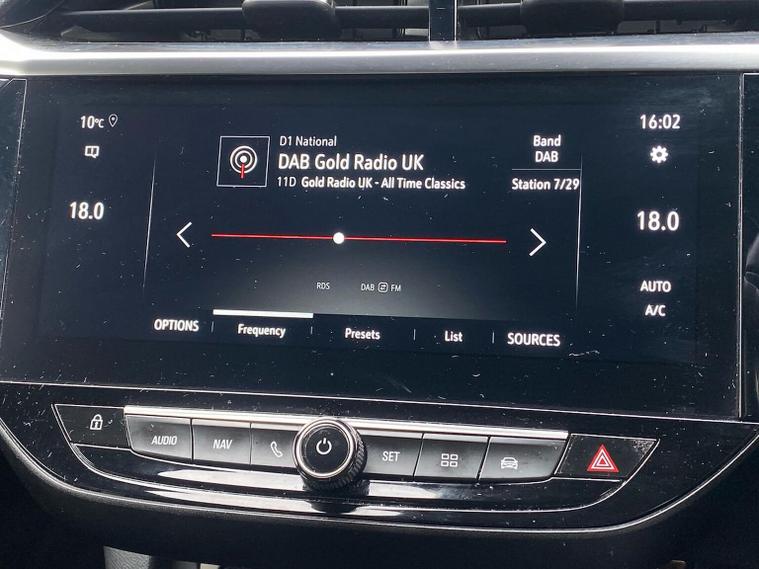 10°C
16:02
D1 National
DAB Gold Radio UK
11D Gold Radio UK - All Time Classics
Band
DAB
Station 7/29
18.0
18.0
RDS
DAB FM
AUTO
A/C
OPTIONS
Frequency
Presets
List
SOURCES
AUDIO
NAV
SET